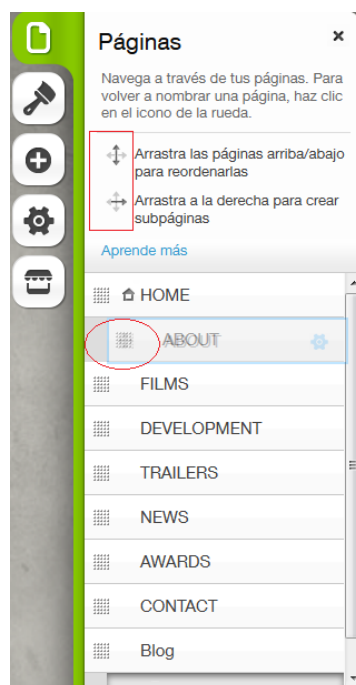 Páginas
Navega a través de tus páginas. Para
volver a nombrar una página, haz clic
en el icono de la rueda.
Arrastra las páginas arriba/abajo
para reordenarlas
Arrastra a la derecha para crear
subpáginas
Aprende más
HOME
ABOUT
FILMS
DEVELOPMENT
TRAILERS
NEWS
AWARDS
CONTACT
Blog